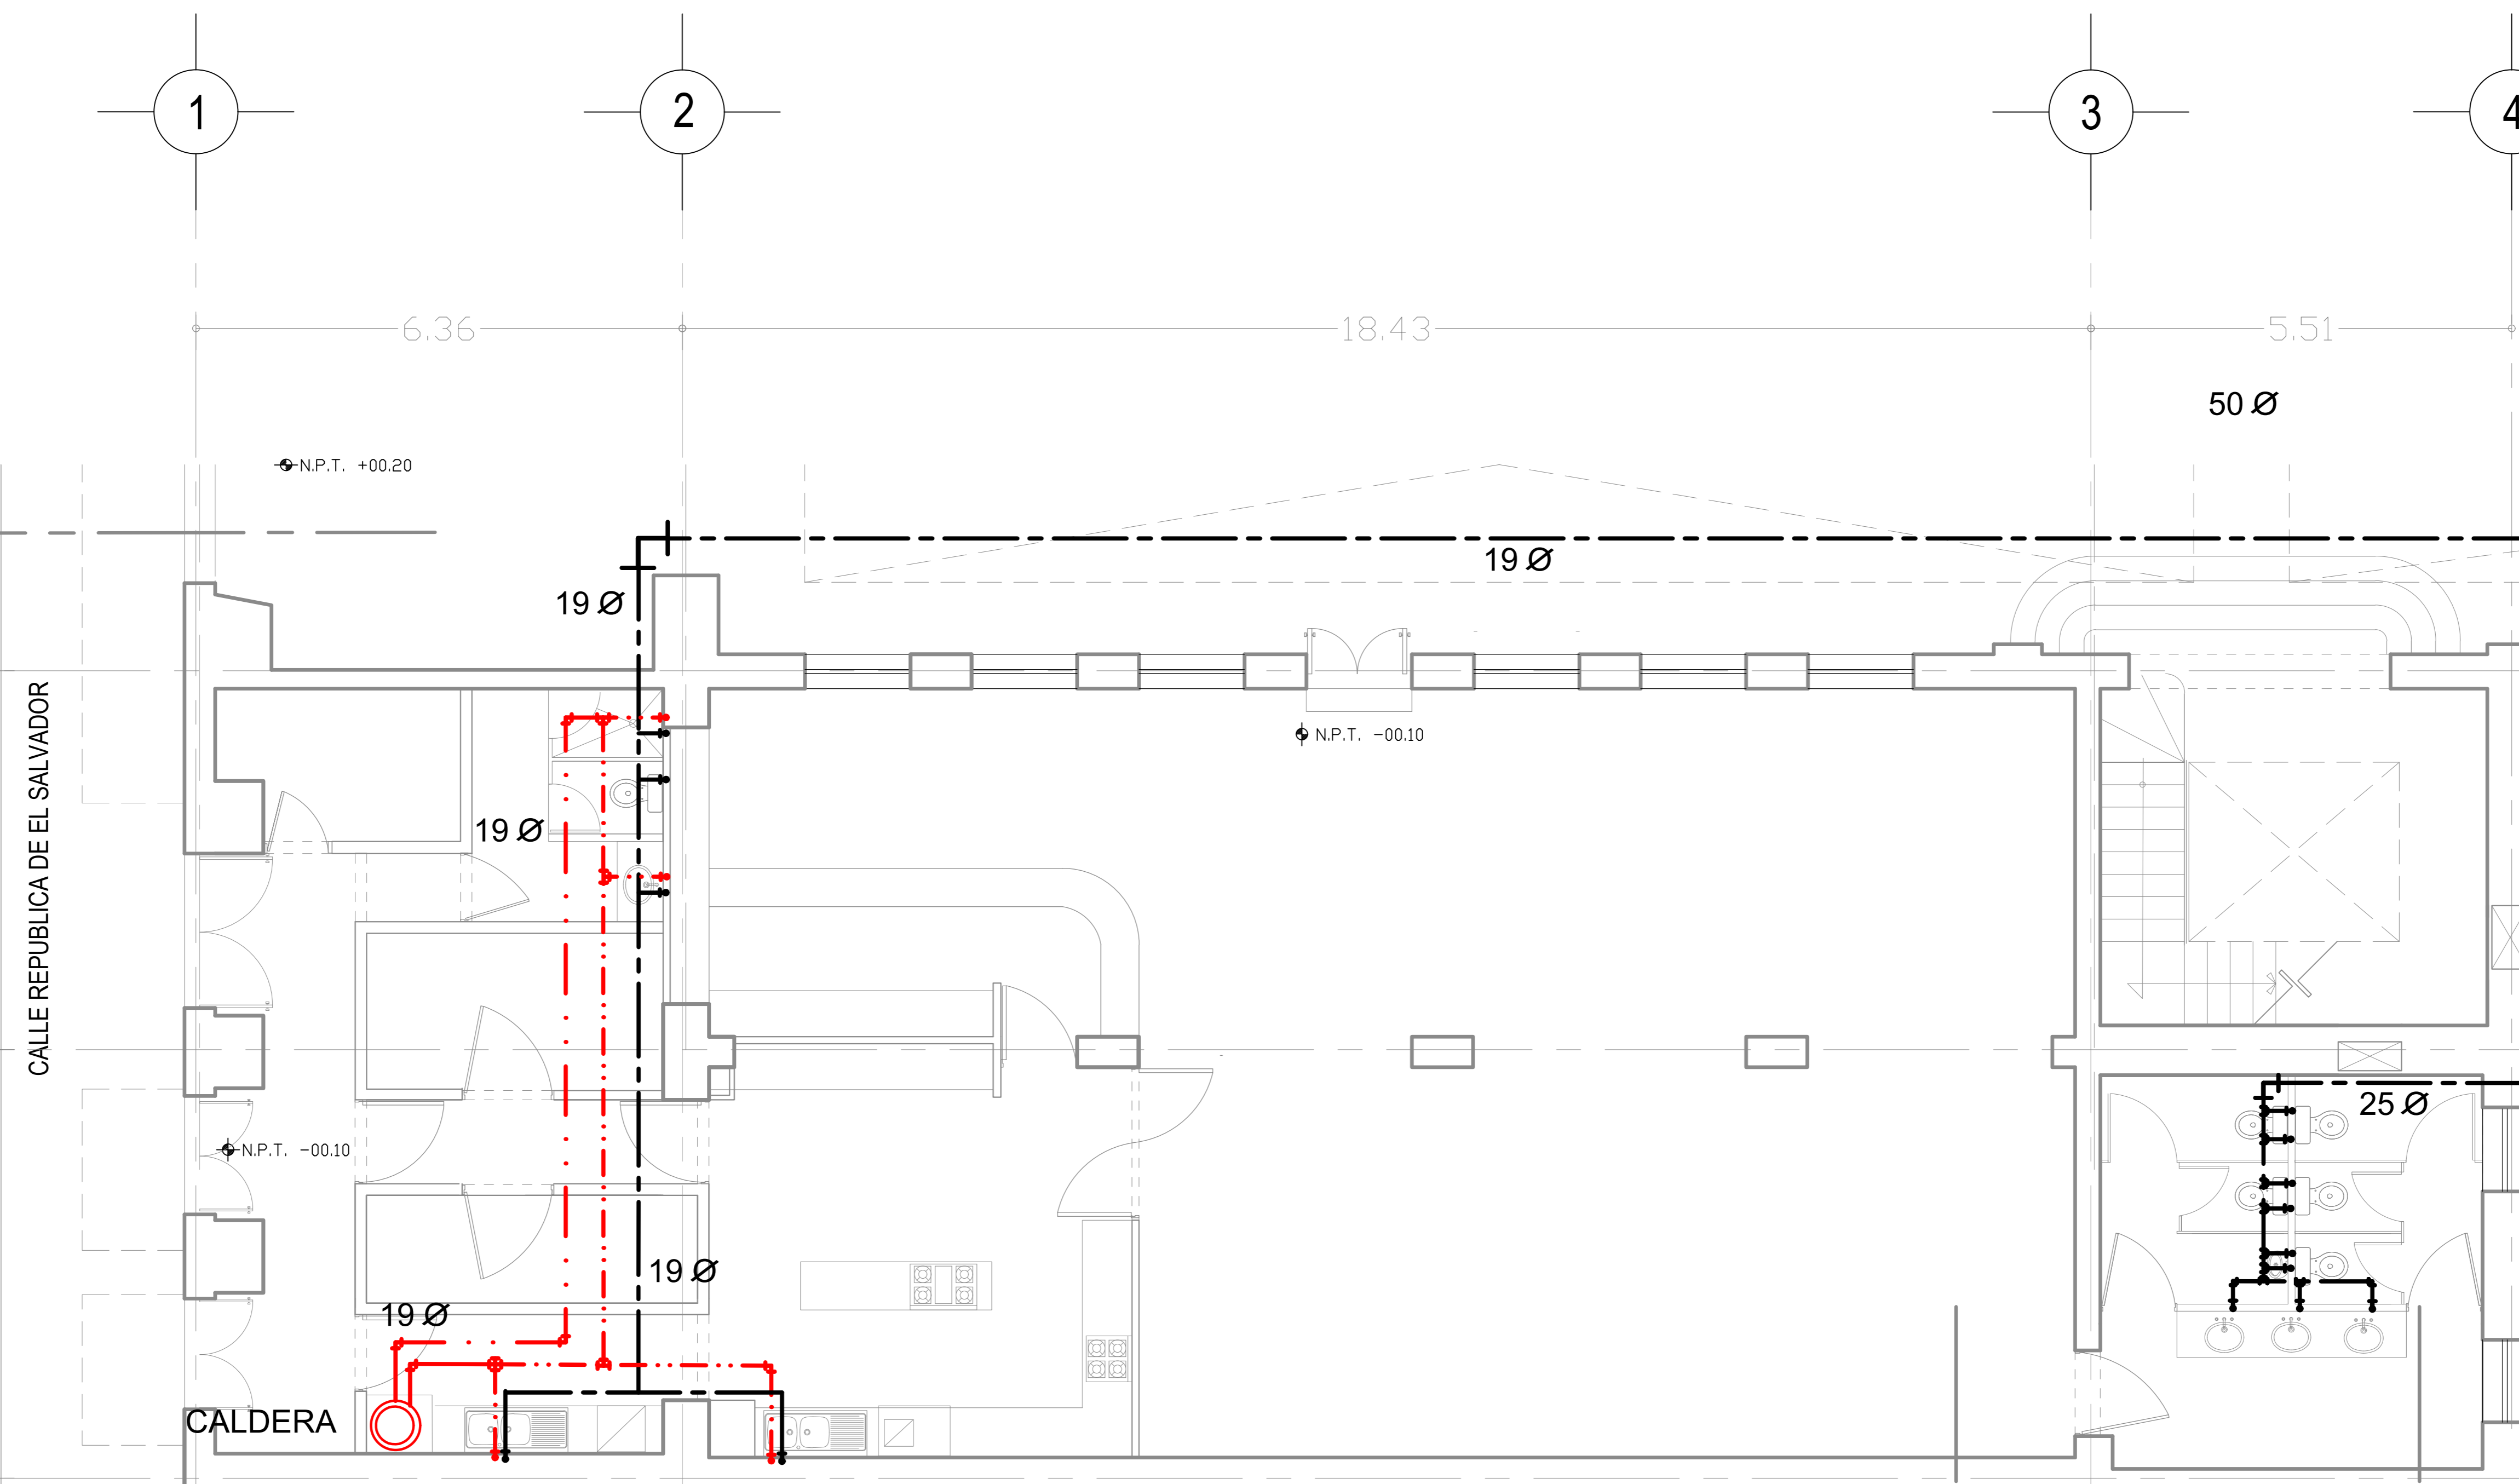 1
2
3
4
6.36
18.43
5.51
50 Ø
N.P.T. +00.20
19 Ø
19 Ø
CALLE REPUBLICA DE EL SALVADOR
N.P.T. -00.10
19 Ø
25 Ø
N.P.T. -00.10
19 Ø
19 Ø
CALDERA